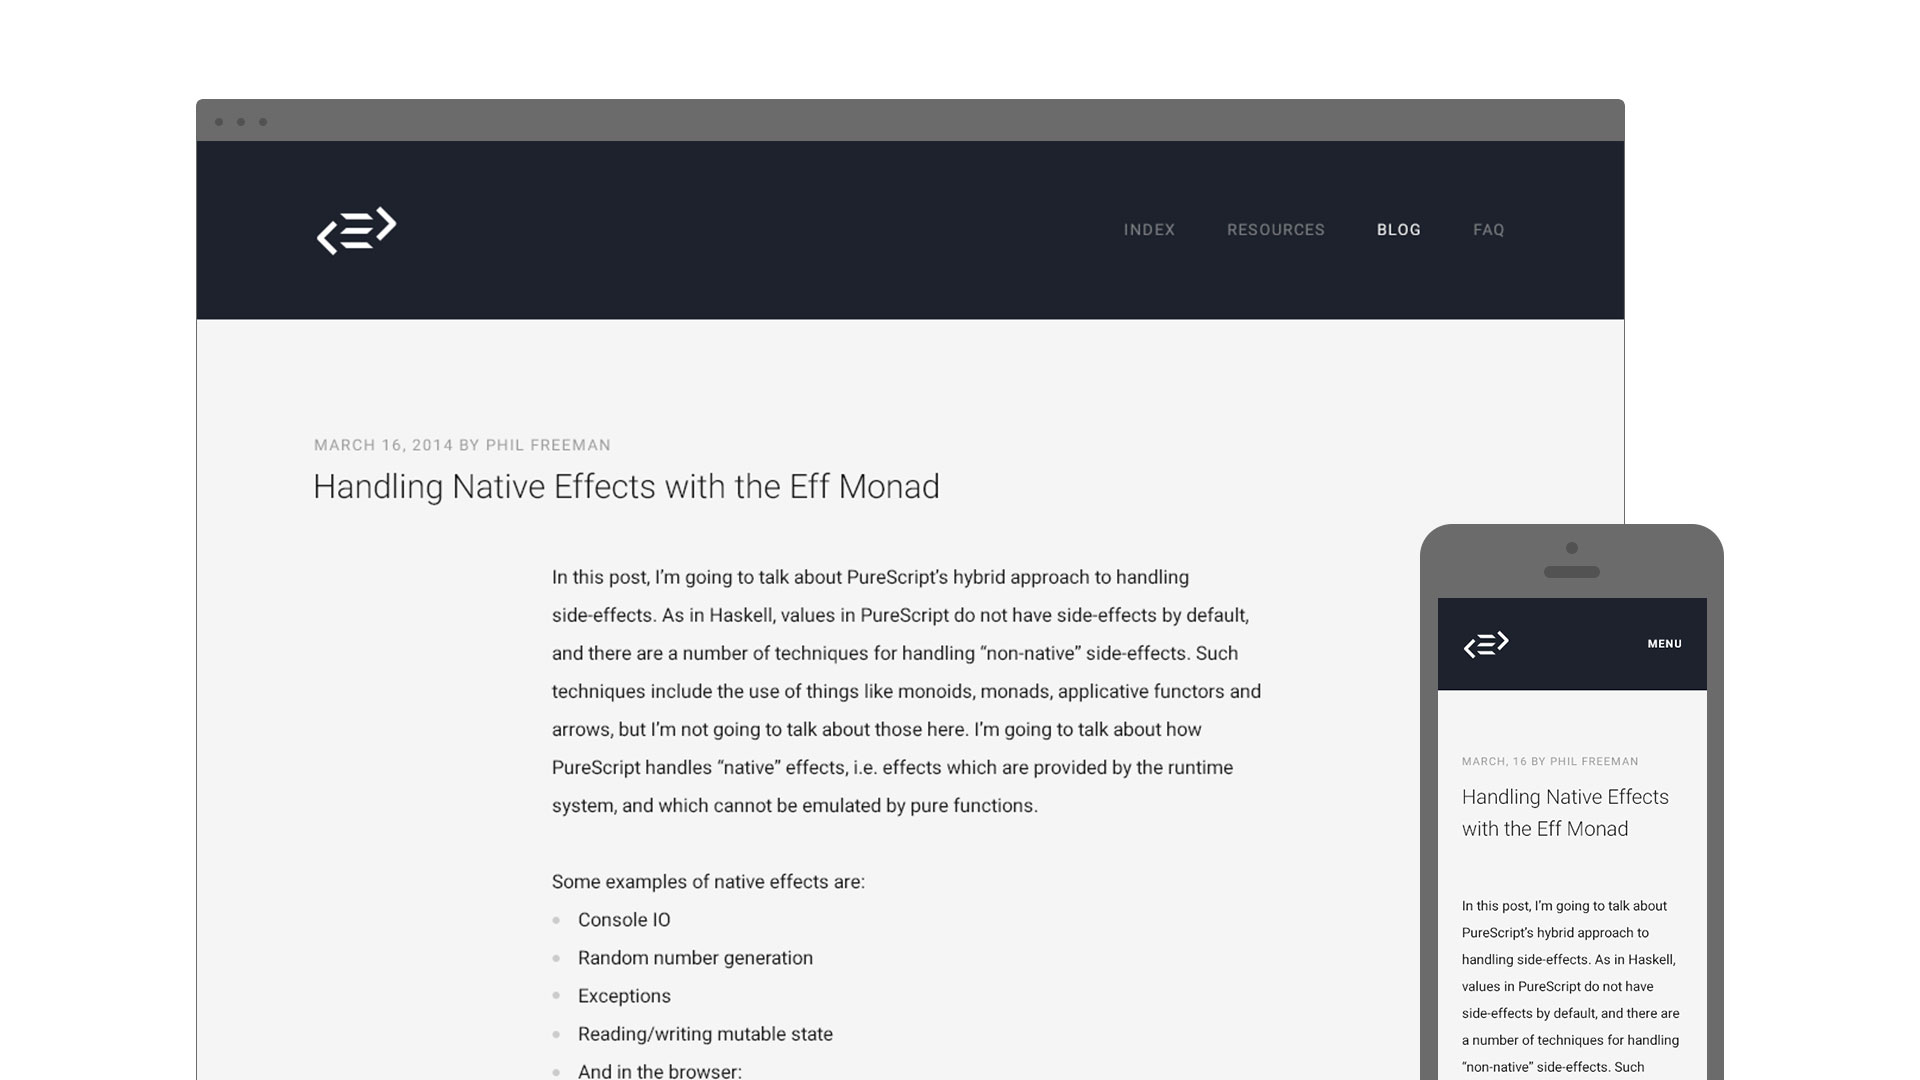 INDEX RESOURCES BLOG FAQ
MARCH 16, 2014 BY PHIL FREEMAN
Handling Native Effects with the Eff Monad
In this post, I’m going to talk about PureScript’s hybrid approach to handling
side-effects. As in Haskell, values in PureScript do not have side-effects by default,
and there are a number of techniques for handling “non-native” side-effects. Such
techniques include the use of things like monoids, monads, applicative functors and
arrows, but I’m not going to talk about those here. I’m going to talk about how
PureScript handles “native” effects, i.e. effects which are provided by the runtime
system, and which cannot be emulated by pure functions.
Some examples of native effects are:
Console IO
Random number generation
Exceptions
Reading/writing mutable state
And in the browser:
MENU
MARCH, 16 BY PHIL FREEMAN
Handling Native Effects
with the Eff Monad
In this post, I’m going to talk about
PureScript’s hybrid approach to
handling side-effects. As in Haskell,
values in PureScript do not have
side-effects by default, and there are
a number of techniques for handling
“non-native” side-effects. Such